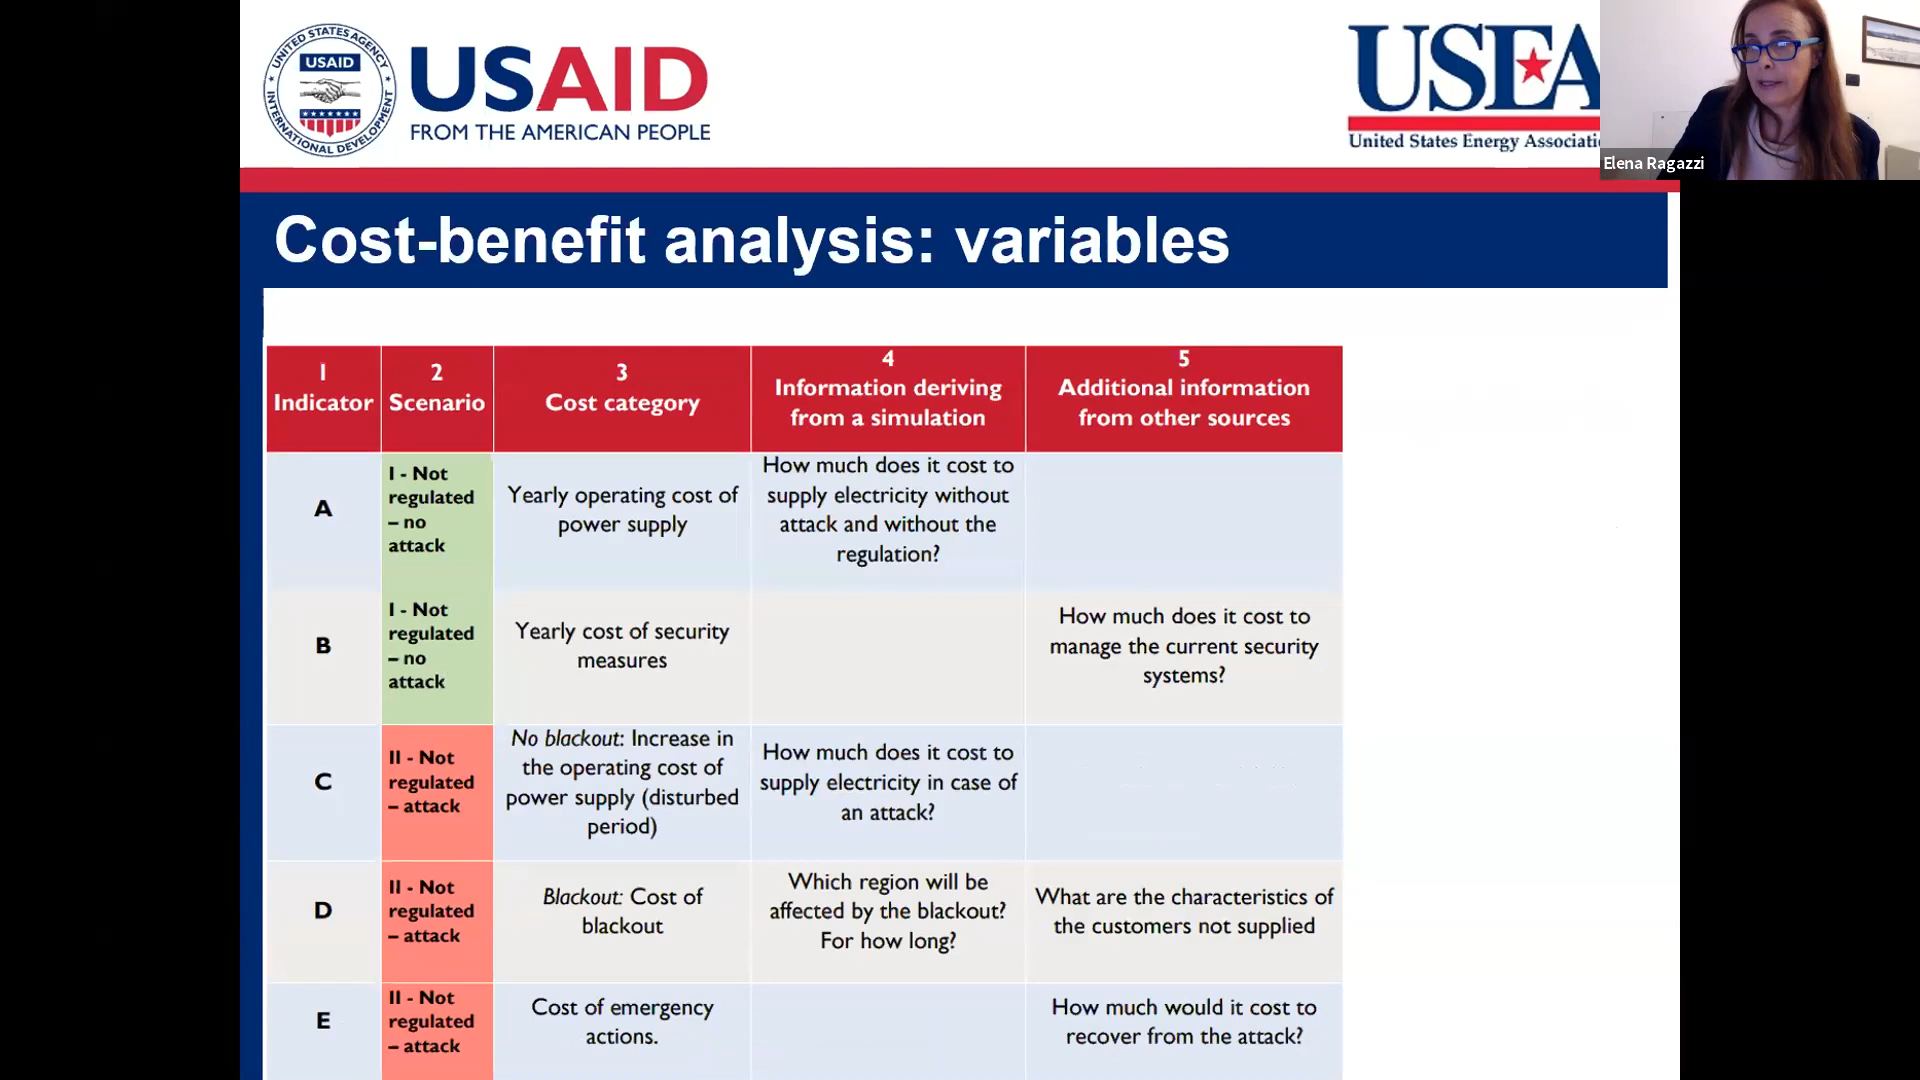 UNITED STATES AGENCY
USAID
INTERNATIONAL DEVELOPMENT
USAID
FROM THE AMERICAN PEOPLE
USEA
United States Energy Associati
Elena Ragazzi
Cost-benefit analysis: variables
1
Indicator
2
Scenario
3
Cost category
4
Information deriving
from a simulation
5
Additional information
from other sources
A
I - Not
regulated
– no
attack
Yearly operating cost of
power supply
How much does it cost to
supply electricity without
attack and without the
regulation?
B
I - Not
regulated
– no
attack
Yearly cost of security
measures
How much does it cost to
manage the current security
systems?
C
II - Not
regulated
– attack
No blackout: Increase in
the operating cost of
power supply (disturbed
period)
How much does it cost to
supply electricity in case of
an attack?
D
II - Not
regulated
– attack
Blackout: Cost of
blackout
Which region will be
affected by the blackout?
For how long?
What are the characteristics of
the customers not supplied
E
II - Not
regulated
– attack
Cost of emergency
actions.
How much would it cost to
recover from the attack?